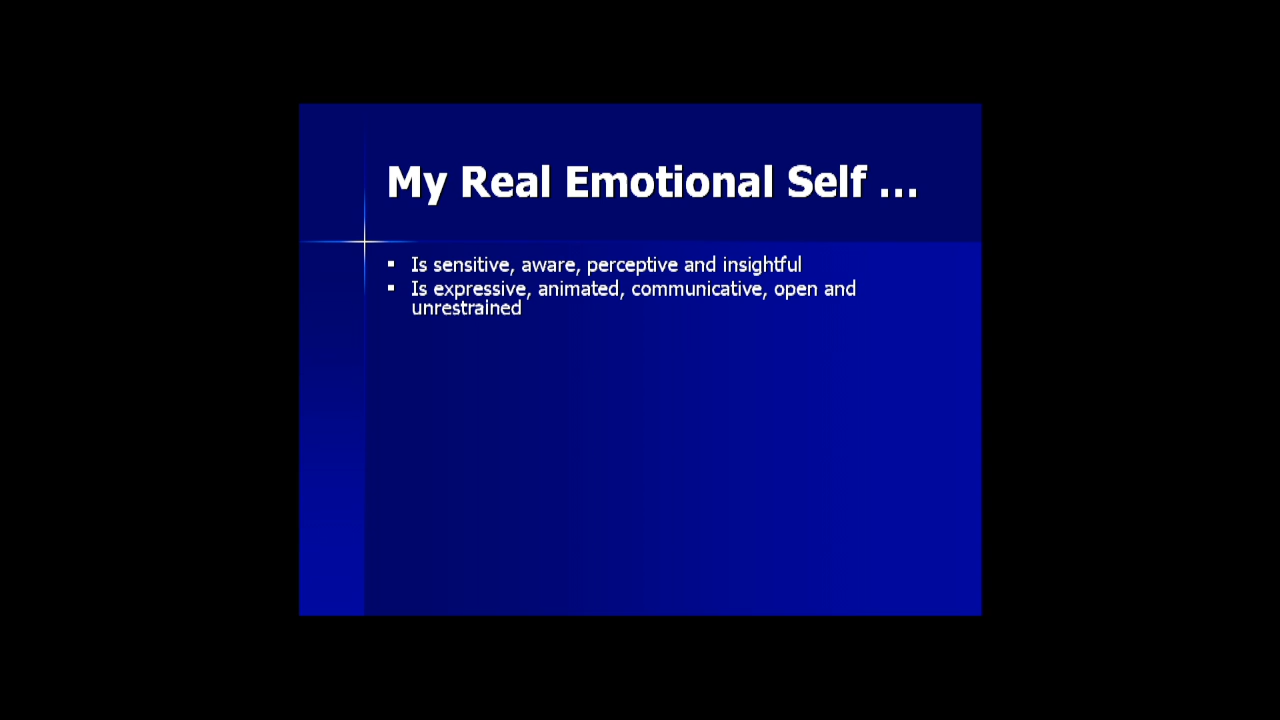 My Real Emotional Self ...
▪ Is sensitive, aware, perceptive and insightful
▪ Is expressive, animated, communicative, open and
unrestrained